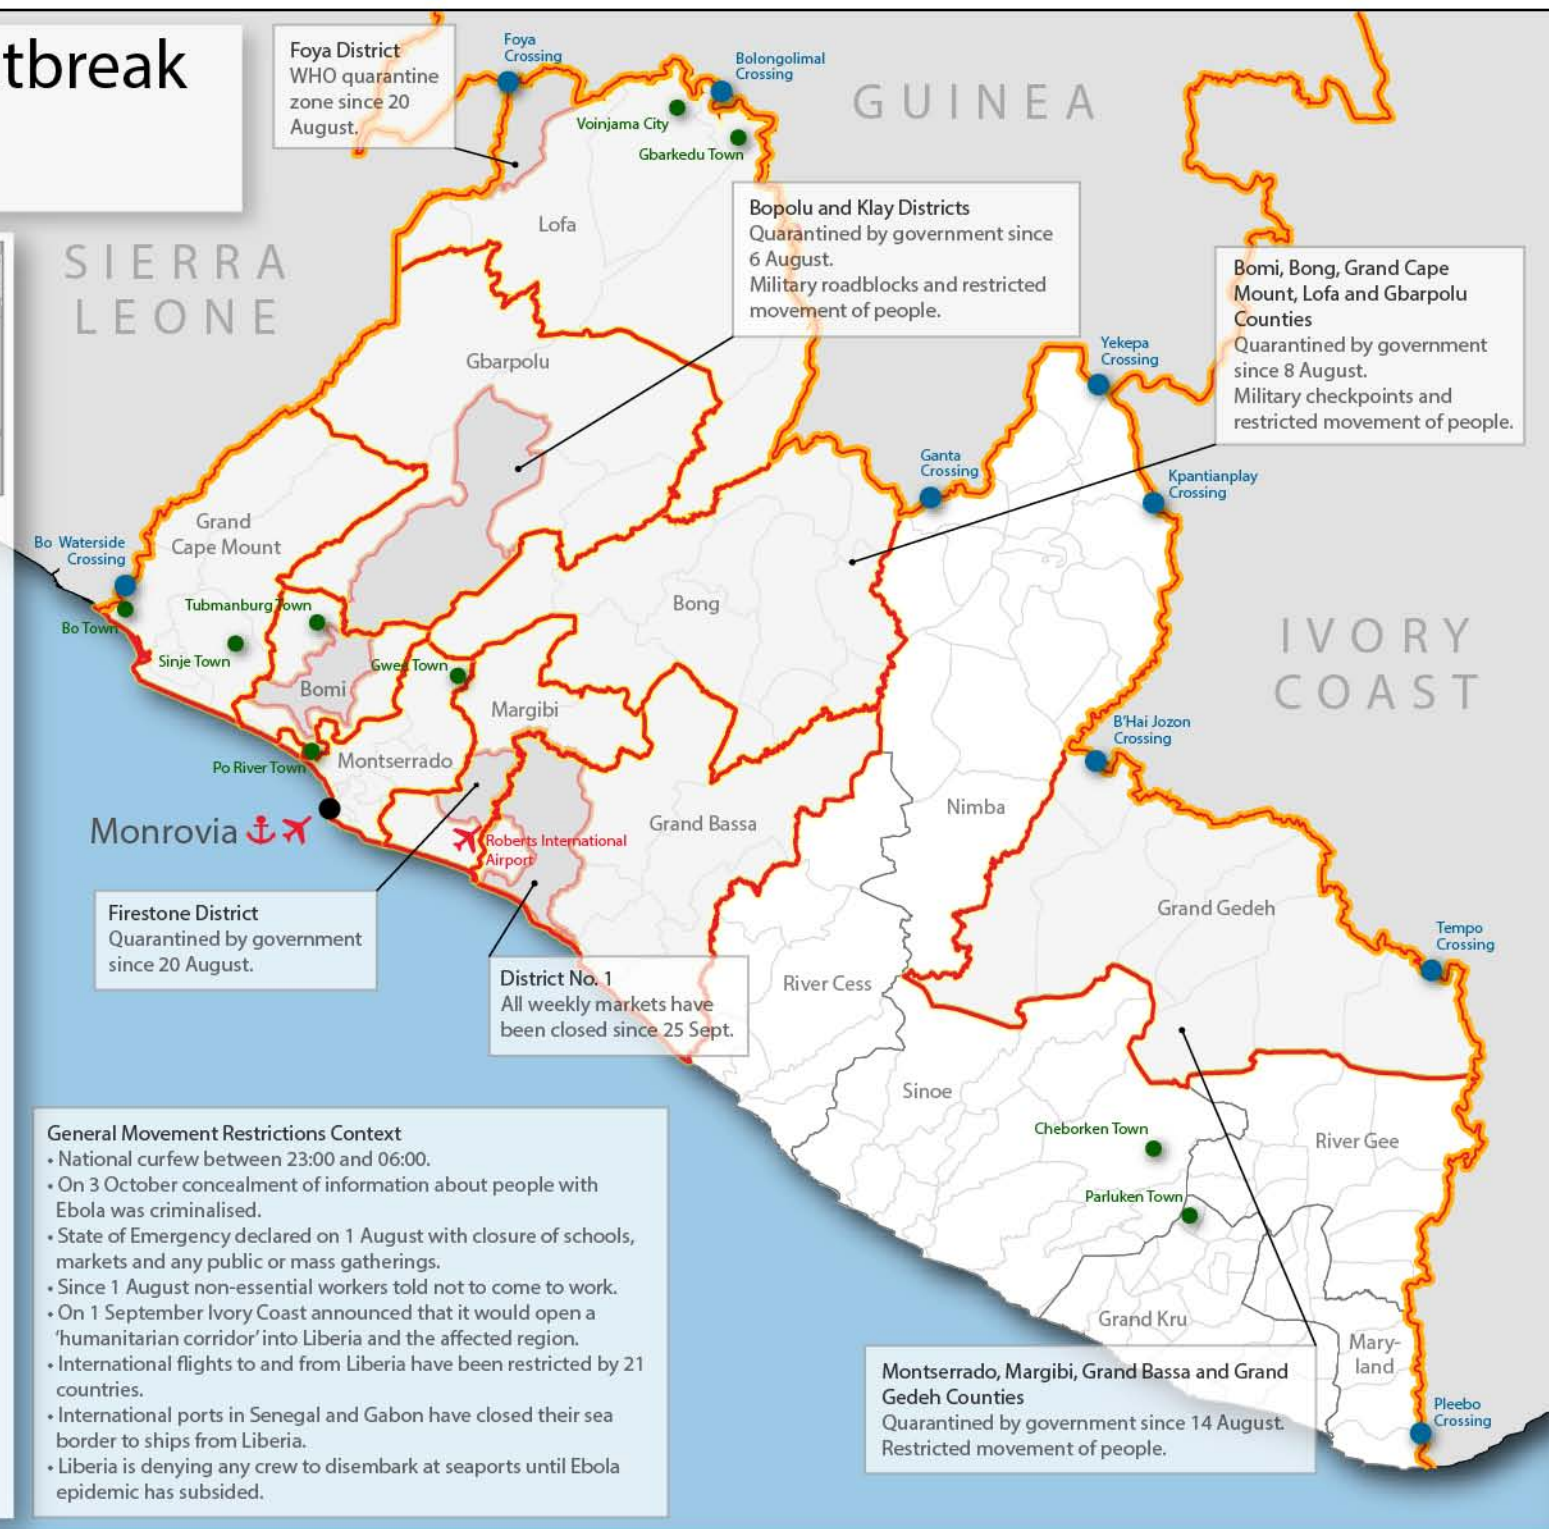 tbreak
Foya District
WHO quarantine
zone since 20
August.
Foya
Crossing
Bolongolimal
Crossing
GUINEA
Voinjama City
Gbarkedu Town
Lofa
SIERRA
LEONE
Bopolu and Klay Districts
Quarantined by government since
6 August.
Military roadblocks and restricted
movement of people.
Bomi, Bong, Grand Cape
Mount, Lofa and Gbarpolu
Counties
Quarantined by government
since 8 August.
Military checkpoints and
restricted movement of people.
Gbarpolu
Yekepa
Crossing
Ganta
Crossing
Kpantianplay
Crossing
Grand
Cape Mount
Bo Waterside
Crossing
Bo Town
Tubmanburg Town
Sinje Town
Bong
IVORY
COAST
Gwee Town
Bomi
Margibi
Po River Town
Montserrado
B'Hai Jozon
Crossing
Nimba
Monrovia
Roberts International
Airport
Grand Bassa
Firestone District
Quarantined by government
since 20 August.
Grand Gedeh
Tempo
Crossing
District No. 1
All weekly markets have
been closed since 25 Sept.
River Cess
Sinoe
Cheborken Town
River Gee
Parluken Town
General Movement Restrictions Context
• National curfew between 23:00 and 06:00.
• On 3 October concealment of information about people with
Ebola was criminalised.
• State of Emergency declared on 1 August with closure of schools,
markets and any public or mass gatherings.
• Since 1 August non-essential workers told not to come to work.
• On 1 September Ivory Coast announced that it would open a
'humanitarian corridor' into Liberia and the affected region.
• International flights to and from Liberia have been restricted by 21
countries.
• International ports in Senegal and Gabon have closed their sea
border to ships from Liberia.
• Liberia is denying any crew to disembark at seaports until Ebola
epidemic has subsided.
Grand Kru
Mary-
land
Montserrado, Margibi, Grand Bassa and Grand
Gedeh Counties
Quarantined by government since 14 August.
Restricted movement of people.
Pleebo
Crossing